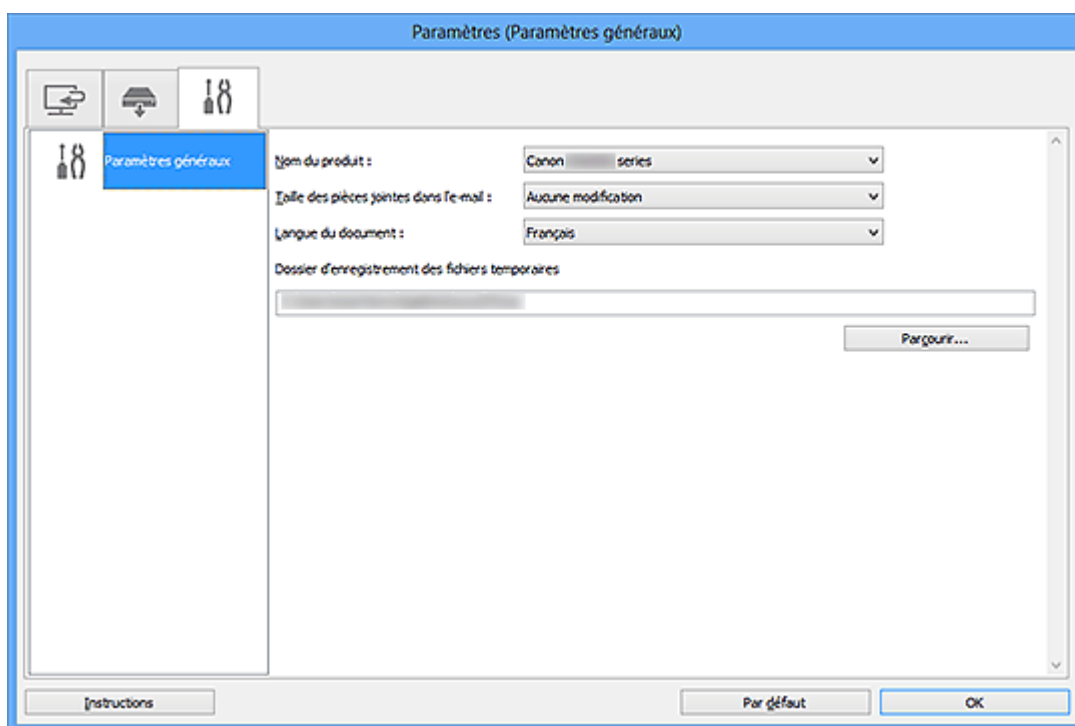 Paramètres (Paramètres généraux)
Paramètres généraux
Nom du produit :
Canon series
Taille des pièces jointes dans l'e-mail :
Aucune modification
Langue du document :
Français
Dossier d'enregistrement des fichiers temporaires
Parcourir...
Instructions
Par défaut
OK